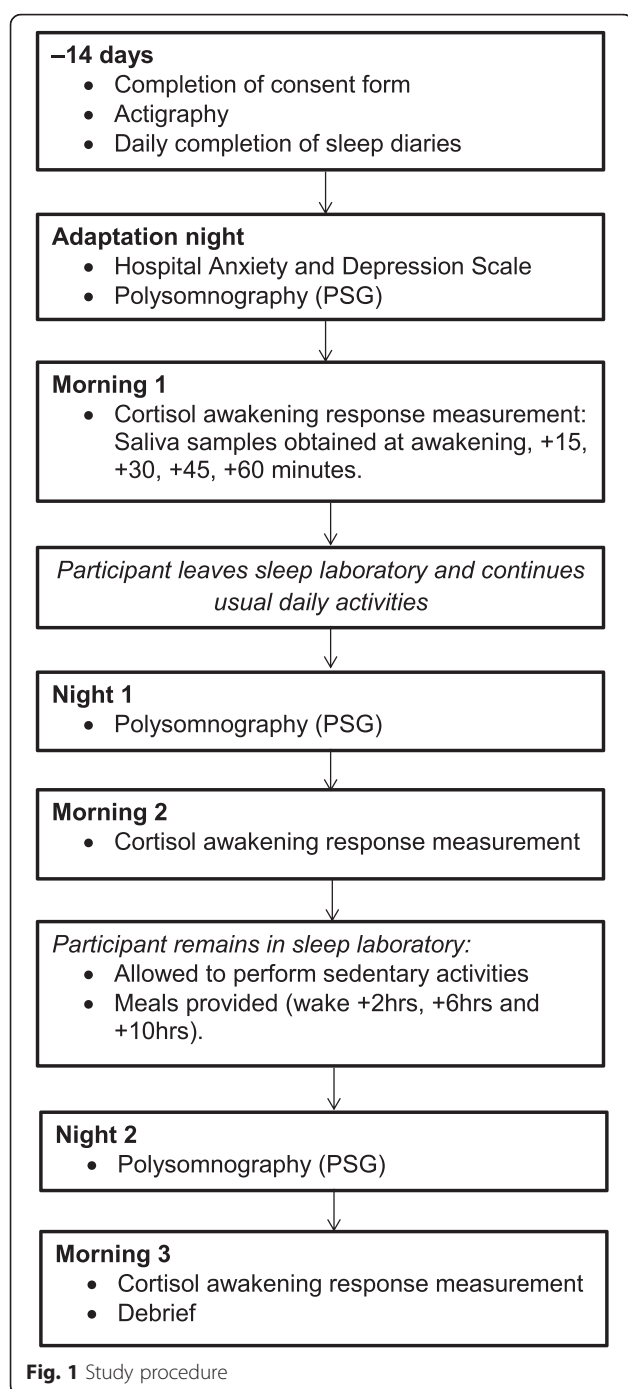 –14 days
• Completion of consent form
• Actigraphy
• Daily completion of sleep diaries
Adaptation night
• Hospital Anxiety and Depression Scale
• Polysomnography (PSG)
Morning 1
• Cortisol awakening response measurement:
Saliva samples obtained at awakening, +15,
+30, +45, +60 minutes.
Participant leaves sleep laboratory and continues
usual daily activities
Night 1
• Polysomnography (PSG)
Morning 2
• Cortisol awakening response measurement
Participant remains in sleep laboratory:
• Allowed to perform sedentary activities
• Meals provided (wake +2hrs, +6hrs and
+10hrs).
Night 2
• Polysomnography (PSG)
Morning 3
• Cortisol awakening response measurement
• Debrief
Fig. 1 Study procedure